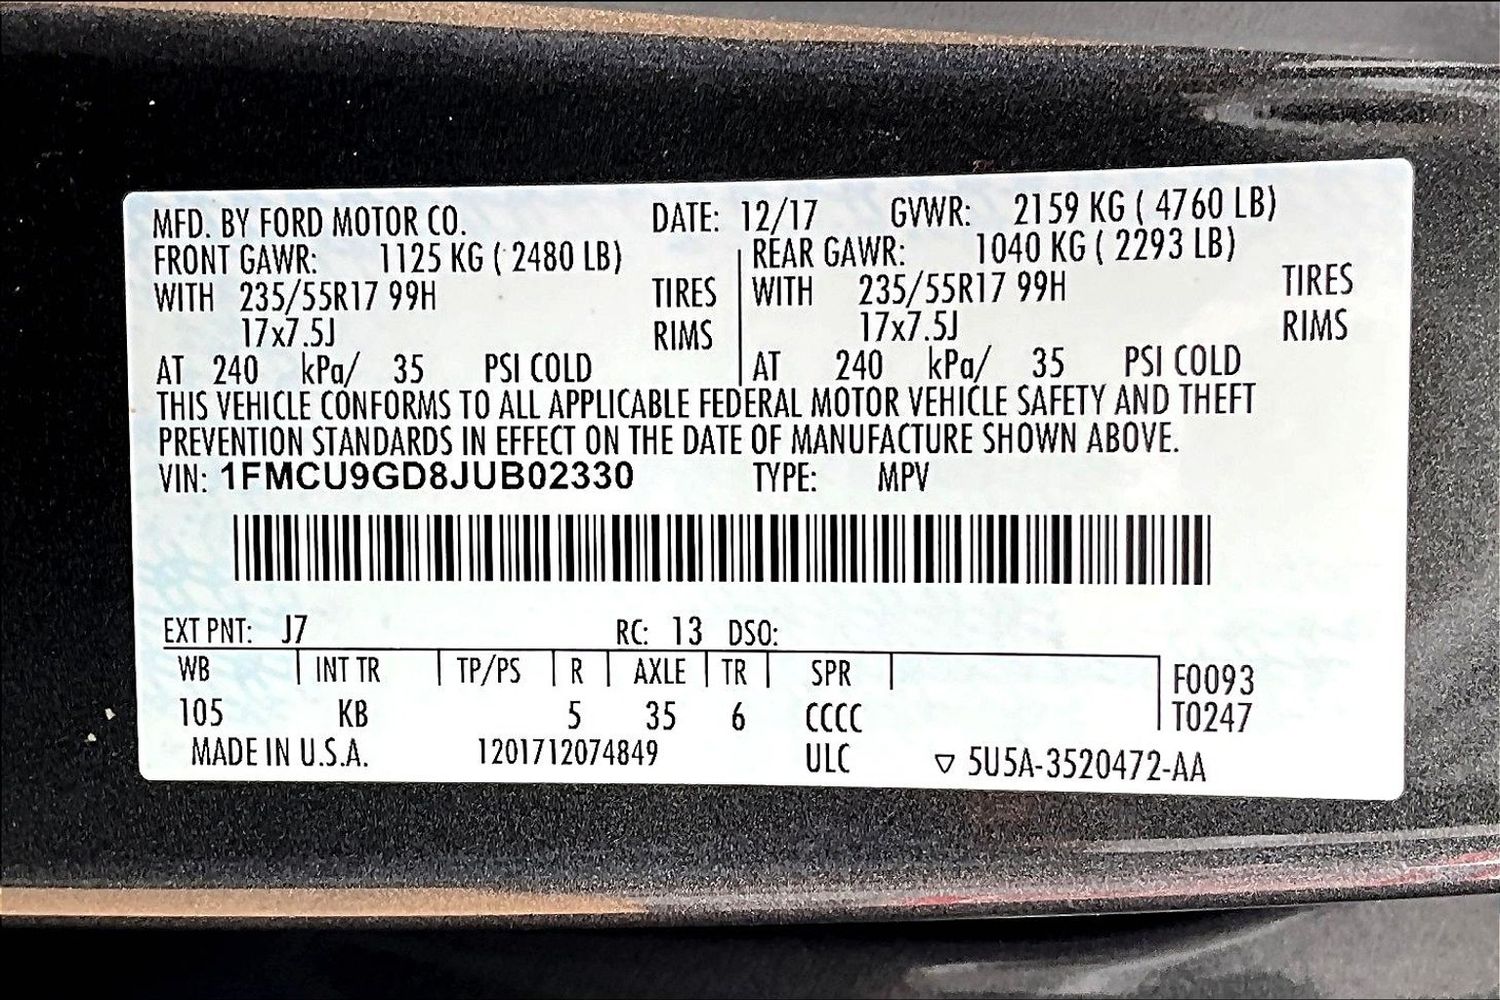 MFD. BY FORD MOTOR CO. DATE: 12/17 GVWR: 2159 KG ( 4760 LB)
FRONT GAWR: 1125 KG ( 2480 LB) REAR GAWR: 1040 KG ( 2293 LB)
WITH 235/55R17 99H TIRES WITH 235/55R17 99H TIRES
17x7.5J RIMS 17x7.5J RIMS
AT 240 kPa/ 35 PSI COLD AT 240 kPa/ 35 PSI COLD
THIS VEHICLE CONFORMS TO ALL APPLICABLE FEDERAL MOTOR VEHICLE SAFETY AND THEFT
PREVENTION STANDARDS IN EFFECT ON THE DATE OF MANUFACTURE SHOWN ABOVE.
VIN: 1FMCU9GD8JUB02330 TYPE: MPV
EXT PNT: J7 RC: 13 DSO:
WB INT TR TP/PS R AXLE TR SPR F0093
105 KB 5 35 6 CCCC T0247
MADE IN U.S.A. 1201712074849 ULC ▽ 5U5A-3520472-AA